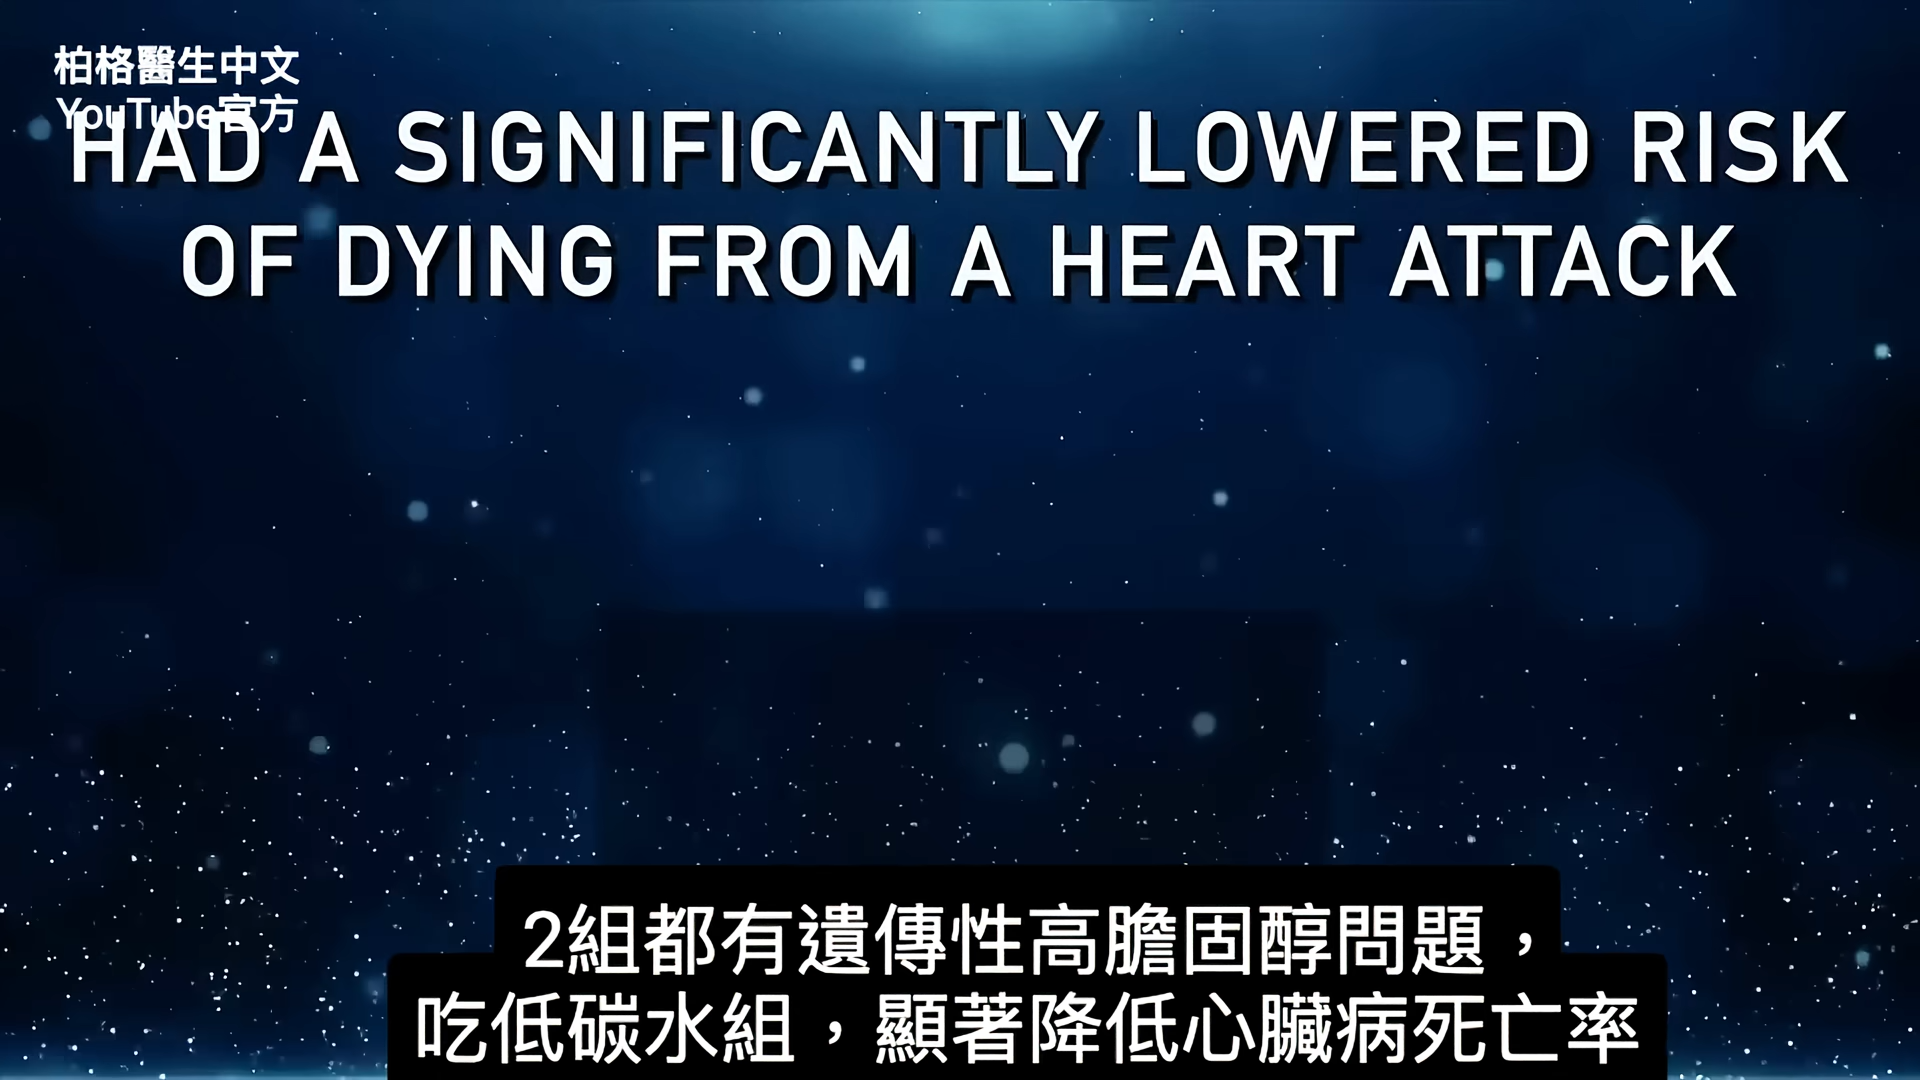 柏格醫生中文
YouTube官方
HAD A SIGNIFICANTLY LOWERED RISK
OF DYING FROM A HEART ATTACK
2組都有遺傳性高膽固醇問題，
吃低碳水組，顯著降低心臟病死亡率